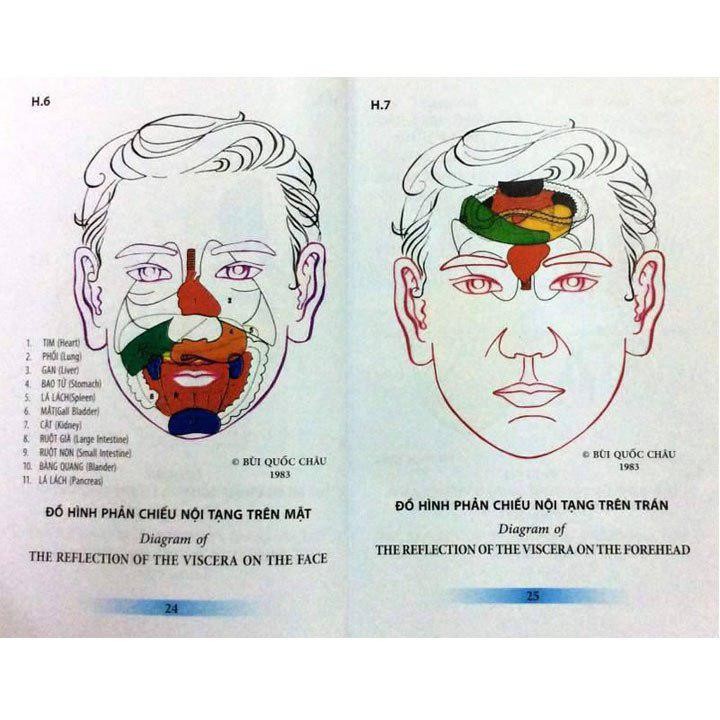 H.6
1. TIM (Heart)
2. PHỔI (Lung)
3. GAN (Liver)
4. BAO TỬ (Stomach)
5. LÁ LÁCH(Spleen)
6. MẬT(Gall Bladder)
7. CẬT (Kidney)
8. RUỘT GIÀ (Large Intestine)
9. RUỘT NON (Small Intestine)
10. BÀNG QUANG (Blander)
11. LÁ LÁCH (Pancreas)
1
2
4
8
© BÙI QUỐC CHÂU
1983
ĐỒ HÌNH PHẢN CHIẾU NỘI TẠNG TRÊN MẶT
Diagram of
THE REFLECTION OF THE VISCERA ON THE FACE
24
H.7
© BÙI QUỐC CHÂU
1983
ĐỒ HÌNH PHẢN CHIẾU NỘI TẠNG TRÊN TRÁN
Diagram of
THE REFLECTION OF THE VISCERA ON THE FOREHEAD
25